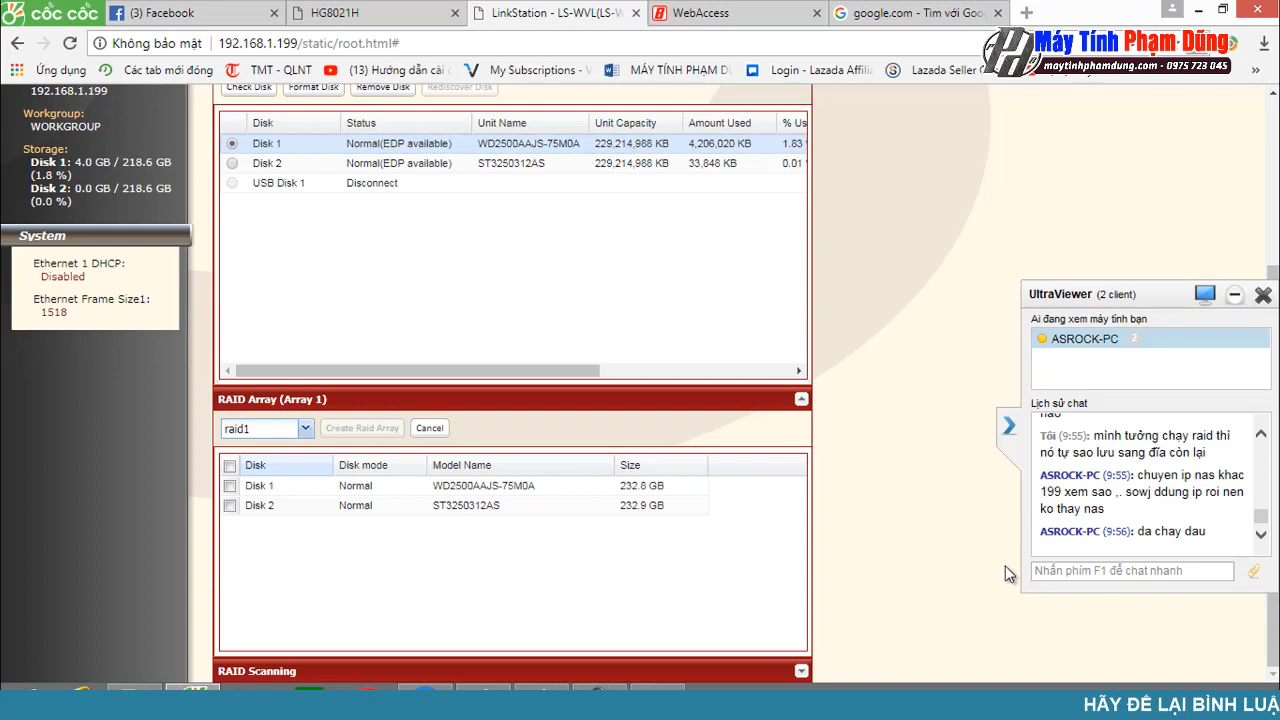 CỐC CỐC
(3) Facebook
HG8021H
LinkStation - LS-WVL(LS-W
WebAccess
google.com - Tìm với Goo
Không bảo mật
192.168.1.199/static/root.html#
Máy Tính Phạm Dũng
maytinhphamdung.com - 0975 723 045
Ứng dụng
Các tab mới đóng
TMT - QLNT
(13) Hướng dẫn cài
My Subscriptions -
MÁY TÍNH PHẠM D
Login - Lazada Affili
Lazada Seller
192.168.1.199
Workgroup:
WORKGROUP
Storage:
Disk 1: 4.0 GB / 218.6 GB
(1.8 %)
Disk 2: 0.0 GB / 218.6 GB
(0.0 %)
System
Ethernet 1 DHCP:
Disabled
Ethernet Frame Size1:
1518
Check Disk Format Disk Remove Disk Rediscover Disk
Disk Status Unit Name Unit Capacity Amount Used % Us
Disk 1 Normal(EDP available) WD2500AAJS-75M0A 229,214,988 KB 4,206,020 KB 1.83
Disk 2 Normal(EDP available) ST3250312AS 229,214,988 KB 33,848 KB 0.01
USB Disk 1 Disconnect
RAID Array (Array 1)
raid1 Create Raid Array Cancel
Disk Disk mode Model Name Size
Disk 1 Normal WD2500AAJS-75M0A 232.8 GB
Disk 2 Normal ST3250312AS 232.9 GB
RAID Scanning
UltraViewer (2 client)
Ai đang xem máy tính bạn
ASROCK-PC 2
Lịch sử chat
nao
Tôi (9:55): mình tưởng chạy raid thì
nó tự sao lưu sang đĩa còn lại
ASROCK-PC (9:55): chuyen ip nas khac
199 xem sao ,. sowj ddung ip roi nen
ko thay nas
ASROCK-PC (9:56): da chay dau
Nhấn phím F1 để chat nhanh
HÃY ĐỂ LẠI BÌNH LUẬ